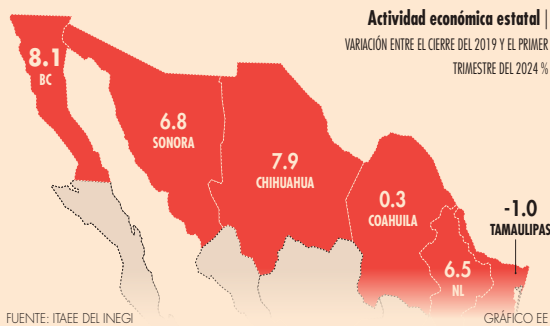 Actividad económica estatal |
VARIACIÓN ENTRE EL CIERRE DEL 2019 Y EL PRIMER
TRIMESTRE DEL 2024 %
8.1
BC
6.8
SONORA
7.9
CHIHUAHUA
0.3
COAHUILA
-1.0
TAMAULIPAS
6.5
NL
FUENTE: ITAEE DEL INEGI
GRÁFICO EE